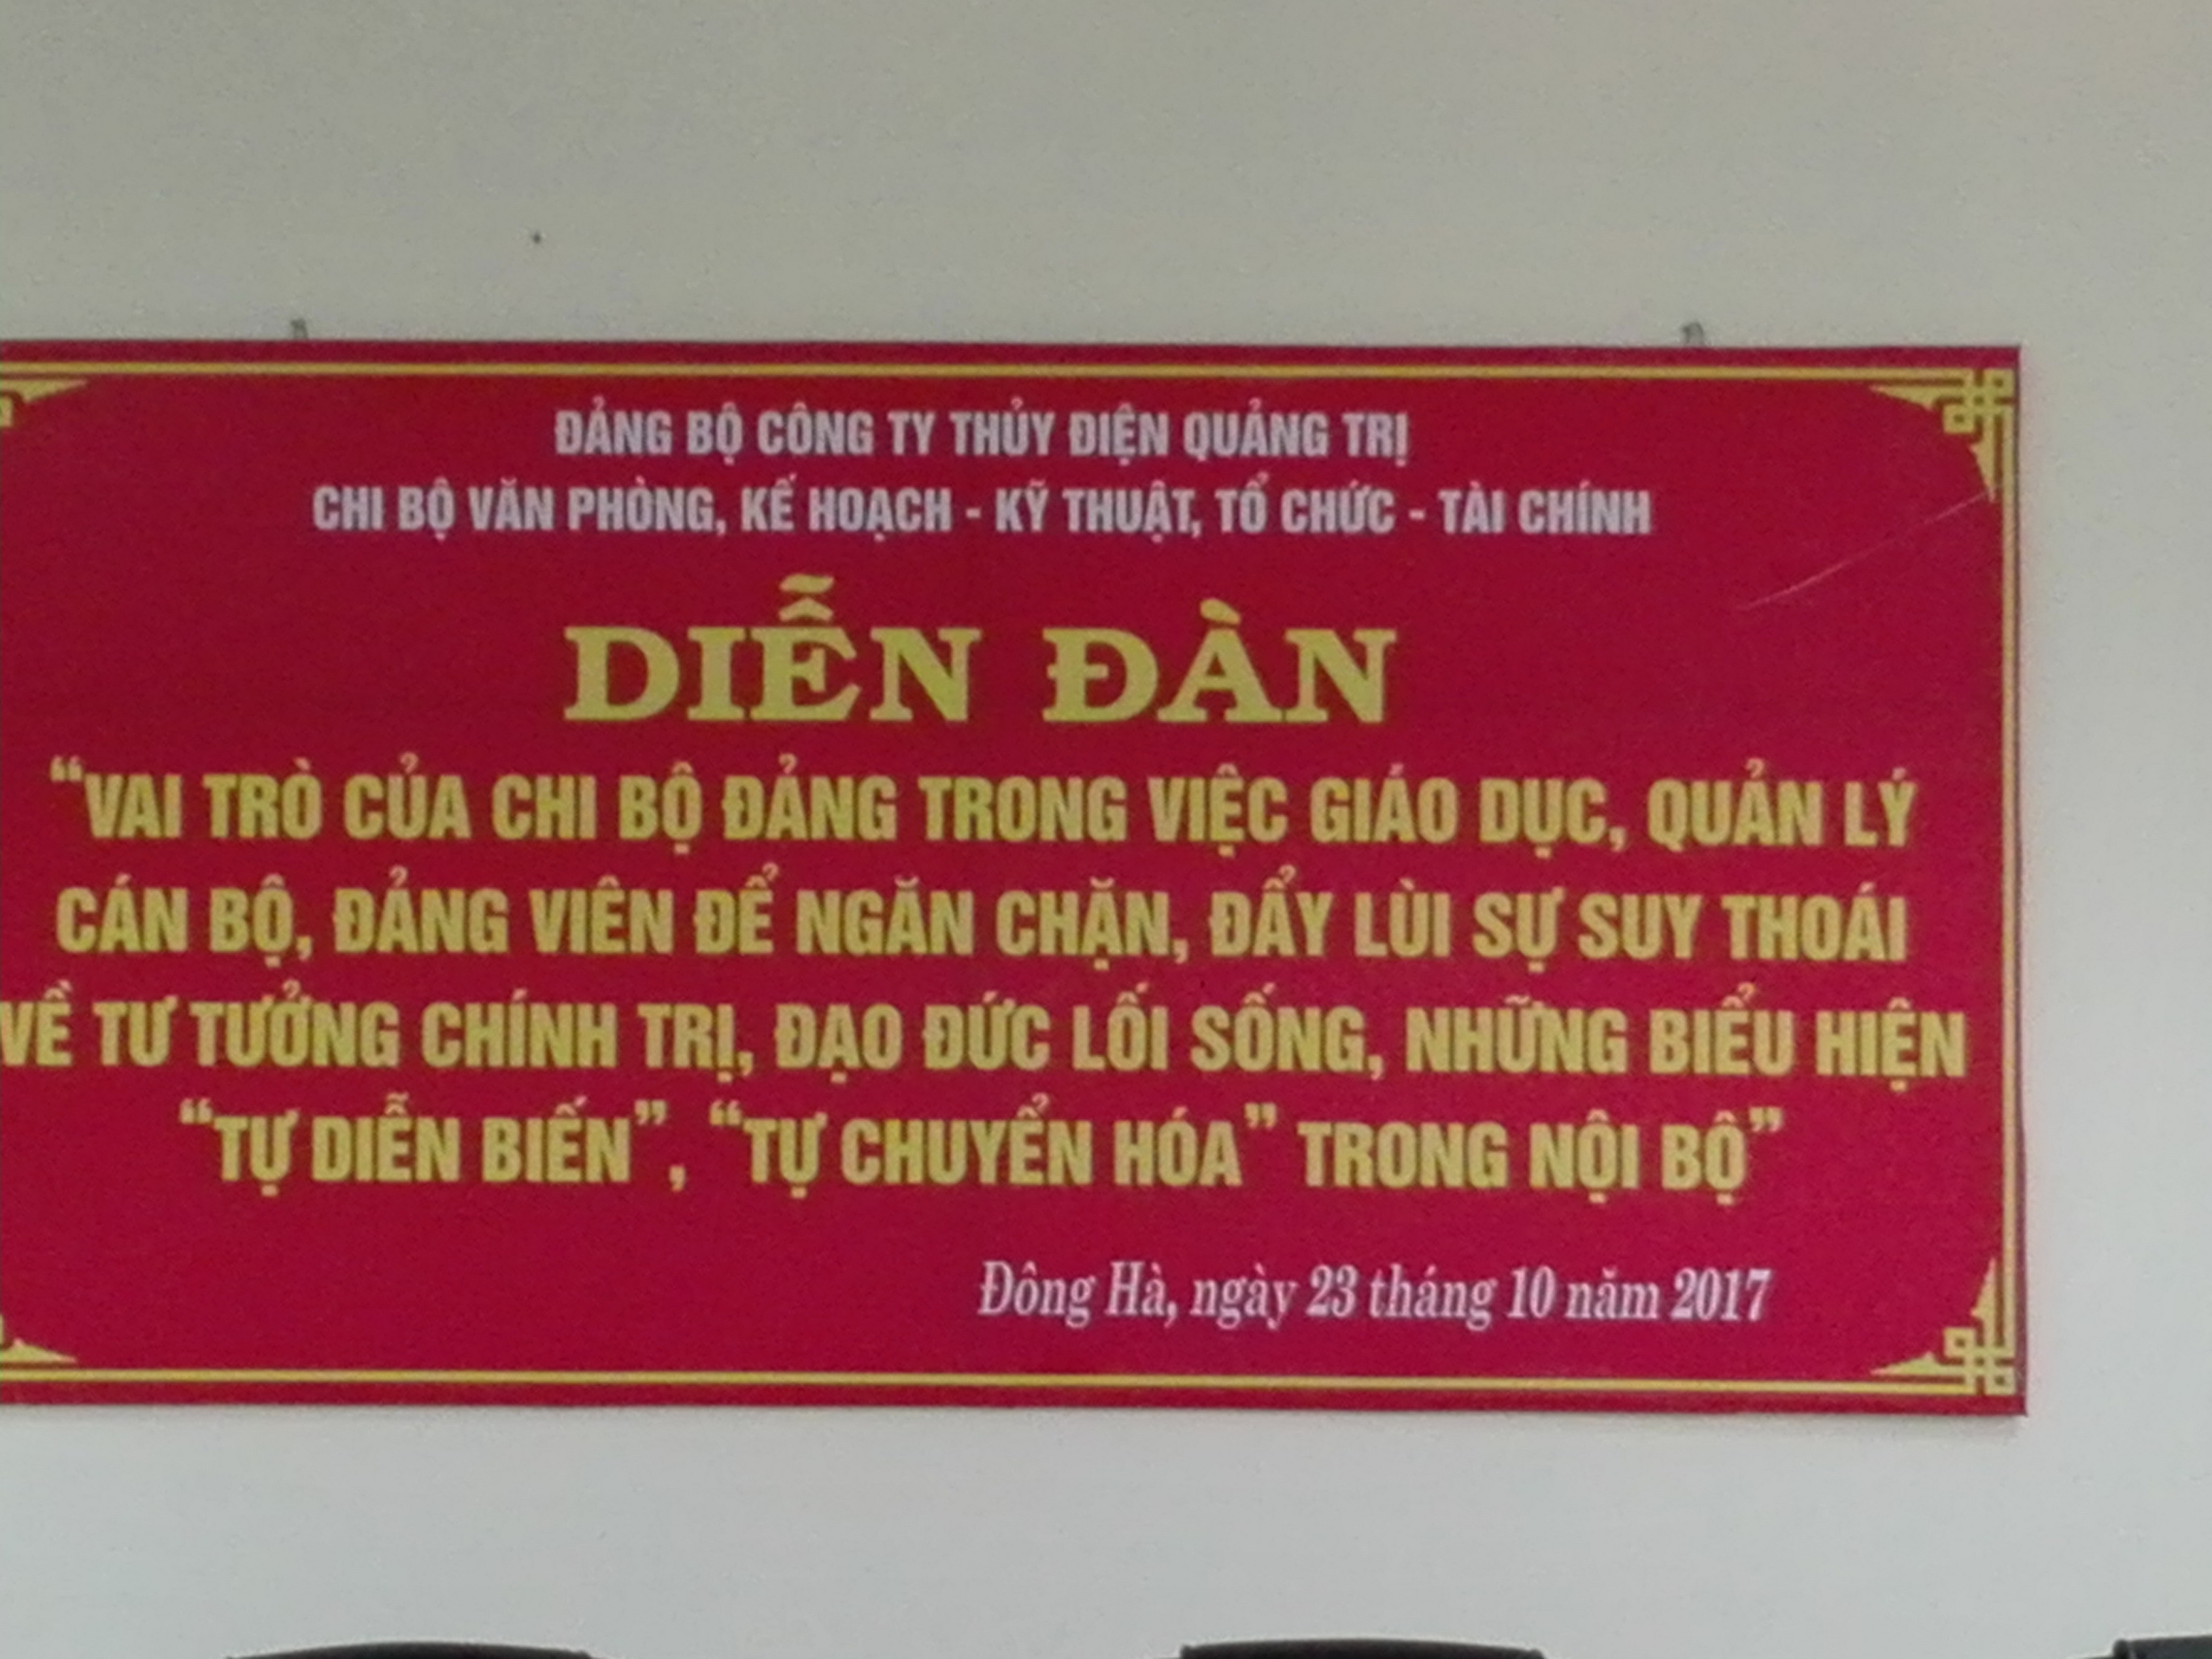 ĐẢNG BỘ CÔNG TY THỦY ĐIỆN QUẢNG TRỊ
CHI BỘ VĂN PHÒNG, KẾ HOẠCH - KỸ THUẬT, TỔ CHỨC - TÀI CHÍNH
DIỄN ĐÀN
“VAI TRÒ CỦA CHI BỘ ĐẢNG TRONG VIỆC GIÁO DỤC, QUẢN LÝ
CÁN BỘ, ĐẢNG VIÊN ĐỂ NGĂN CHẶN, ĐẨY LÙI SỰ SUY THOÁI
VỀ TƯ TƯỞNG CHÍNH TRỊ, ĐẠO ĐỨC LỐI SỐNG, NHỮNG BIỂU HIỆN
“TỰ DIỄN BIẾN”, “TỰ CHUYỂN HÓA” TRONG NỘI BỘ”
Đông Hà, ngày 23 tháng 10 năm 2017